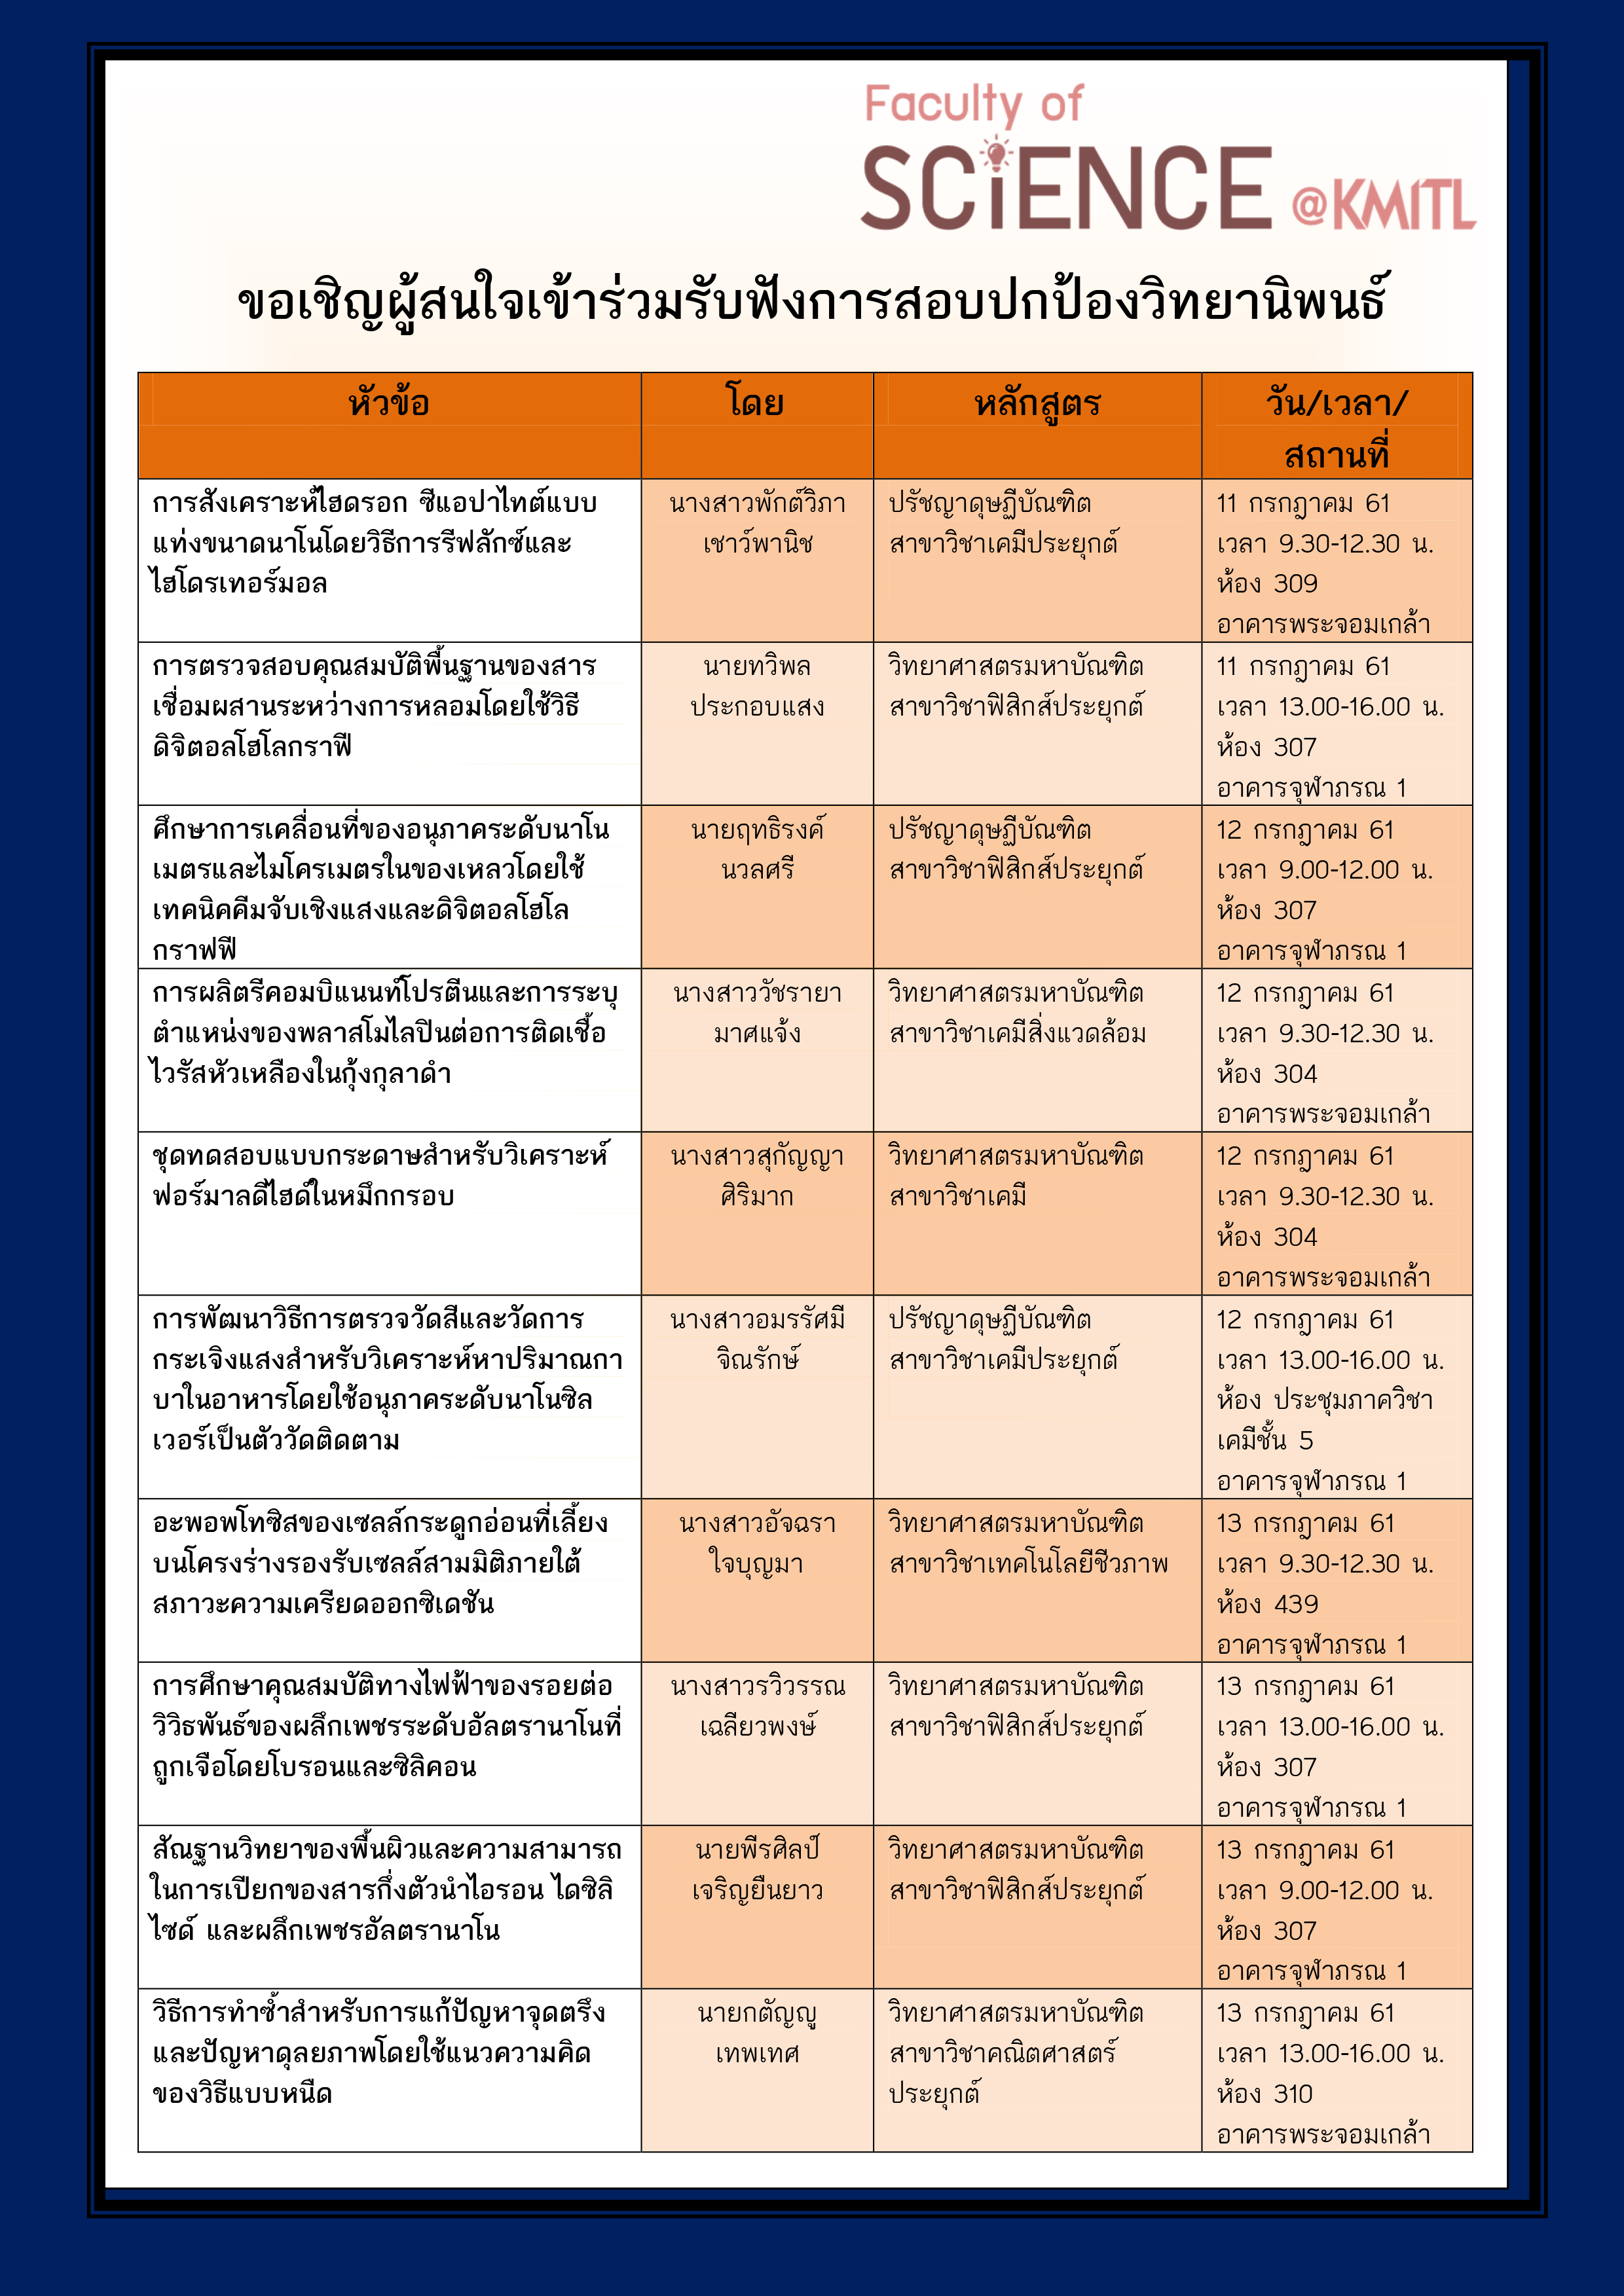 Faculty of
SCiENCE @KMITL
ขอเชิญผู้สนใจเข้าร่วมรับฟังการสอบปกป้องวิทยานิพนธ์
หัวข้อ
โดย
หลักสูตร
วัน/เวลา/
สถานที่
การสังเคราะห์ไฮดรอก ซีแอปาไทต์แบบ
แท่งขนาดนาโนโดยวิธีการรีฟลักซ์และ
ไฮโดรเทอร์มอล
นางสาวพักต์วิภา
เชาว์พานิช
ปรัชญาดุษฏีบัณฑิต
สาขาวิชาเคมีประยุกต์
11 กรกฎาคม 61
เวลา 9.30-12.30 น.
ห้อง 309
อาคารพระจอมเกล้า
การตรวจสอบคุณสมบัติพื้นฐานของสาร
เชื่อมผสานระหว่างการหลอมโดยใช้วิธี
ดิจิตอลโฮโลกราฟี
นายทวิพล
ประกอบแสง
วิทยาศาสตรมหาบัณฑิต
สาขาวิชาฟิสิกส์ประยุกต์
11 กรกฎาคม 61
เวลา 13.00-16.00 น.
ห้อง 307
อาคารจุฬาภรณ 1
ศึกษาการเคลื่อนที่ของอนุภาคระดับนาโน
เมตรและไมโครเมตรในของเหลวโดยใช้
เทคนิคคีมจับเชิงแสงและดิจิตอลโฮโล
กราฟฟี
นายฤทธิรงค์
นวลศรี
ปรัชญาดุษฏีบัณฑิต
สาขาวิชาฟิสิกส์ประยุกต์
12 กรกฎาคม 61
เวลา 9.00-12.00 น.
ห้อง 307
อาคารจุฬาภรณ 1
การผลิตรีคอมบิแนนท์โปรตีนและการระบุ
ตำแหน่งของพลาสโมไลปินต่อการติดเชื้อ
ไวรัสหัวเหลืองในกุ้งกุลาดำ
นางสาววัชรายา
มาศแจ้ง
วิทยาศาสตรมหาบัณฑิต
สาขาวิชาเคมีสิ่งแวดล้อม
12 กรกฎาคม 61
เวลา 9.30-12.30 น.
ห้อง 304
อาคารพระจอมเกล้า
ชุดทดสอบแบบกระดาษสำหรับวิเคราะห์
ฟอร์มาลดีไฮด์ในหมึกกรอบ
นางสาวสุกัญญา
ศิริมาก
วิทยาศาสตรมหาบัณฑิต
สาขาวิชาเคมี
12 กรกฎาคม 61
เวลา 9.30-12.30 น.
ห้อง 304
อาคารพระจอมเกล้า
การพัฒนาวิธีการตรวจวัดสีและวัดการ
กระเจิงแสงสำหรับวิเคราะห์หาปริมาณกา
บาในอาหารโดยใช้อนุภาคระดับนาโนซิล
เวอร์เป็นตัววัดติดตาม
นางสาวอมรรัศมี
จิณรักษ์
ปรัชญาดุษฏีบัณฑิต
สาขาวิชาเคมีประยุกต์
12 กรกฎาคม 61
เวลา 13.00-16.00 น.
ห้อง ประชุมภาควิชา
เคมีชั้น 5
อาคารจุฬาภรณ 1
อะพอพโทซิสของเซลล์กระดูกอ่อนที่เลี้ยง
บนโครงร่างรองรับเซลล์สามมิติภายใต้
สภาวะความเครียดออกซิเดชัน
นางสาวอัจฉรา
ใจบุญมา
วิทยาศาสตรมหาบัณฑิต
สาขาวิชาเทคโนโลยีชีวภาพ
13 กรกฎาคม 61
เวลา 9.30-12.30 น.
ห้อง 439
อาคารจุฬาภรณ 1
การศึกษาคุณสมบัติทางไฟฟ้าของรอยต่อ
วิวิธพันธ์ของผลึกเพชรระดับอัลตรานาโนที่
ถูกเจือโดยโบรอนและซิลิคอน
นางสาวรวิวรรณ
เฉลียวพงษ์
วิทยาศาสตรมหาบัณฑิต
สาขาวิชาฟิสิกส์ประยุกต์
13 กรกฎาคม 61
เวลา 13.00-16.00 น.
ห้อง 307
อาคารจุฬาภรณ 1
สัณฐานวิทยาของพื้นผิวและความสามารถ
ในการเปียกของสารกึ่งตัวนำไอรอน ไดซิลิ
ไซด์ และผลึกเพชรอัลตรานาโน
นายพีรศิลป์
เจริญยืนยาว
วิทยาศาสตรมหาบัณฑิต
สาขาวิชาฟิสิกส์ประยุกต์
13 กรกฎาคม 61
เวลา 9.00-12.00 น.
ห้อง 307
อาคารจุฬาภรณ 1
วิธีการทำซ้ำสำหรับการแก้ปัญหาจุดตรึง
และปัญหาดุลยภาพโดยใช้แนวความคิด
ของวิธีแบบหนืด
นายกตัญญู
เทพเทศ
วิทยาศาสตรมหาบัณฑิต
สาขาวิชาคณิตศาสตร์
ประยุกต์
13 กรกฎาคม 61
เวลา 13.00-16.00 น.
ห้อง 310
อาคารพระจอมเกล้า